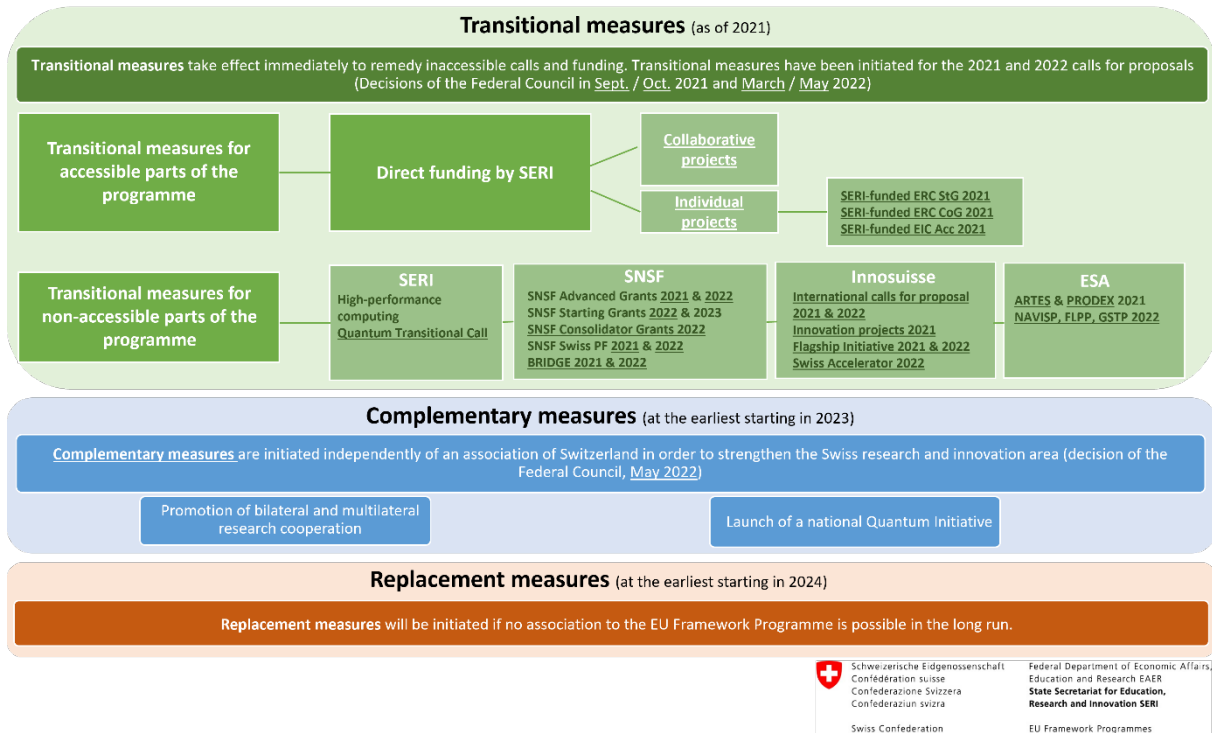 Transitional measures (as of 2021)
Transitional measures take effect immediately to remedy inaccessible calls and funding. Transitional measures have been initiated for the 2021 and 2022 calls for proposals
(Decisions of the Federal Council in Sept. / Oct. 2021 and March / May 2022)
Transitional measures for
accessible parts of the
programme
Direct funding by SERI
Collaborative
projects
Individual
projects
SERI-funded ERC StG 2021
SERI-funded ERC CoG 2021
SERI-funded EIC Acc 2021
Transitional measures for
non-accessible parts of the
programme
SERI
High-performance
computing
Quantum Transitional Call
SNSF
SNSF Advanced Grants 2021 & 2022
SNSF Starting Grants 2022 & 2023
SNSF Consolidator Grants 2022
SNSF Swiss PF 2021 & 2022
BRIDGE 2021 & 2022
Innosuisse
International calls for proposal
2021 & 2022
Innovation projects 2021
Flagship Initiative 2021 & 2022
Swiss Accelerator 2022
ESA
ARTES & PRODEX 2021
NAVISP, FLPP, GSTP 2022
Complementary measures (at the earliest starting in 2023)
Complementary measures are initiated independently of an association of Switzerland in order to strengthen the Swiss research and innovation area (decision of the
Federal Council, May 2022)
Promotion of bilateral and multilateral
research cooperation
Launch of a national Quantum Initiative
Replacement measures (at the earliest starting in 2024)
Replacement measures will be initiated if no association to the EU Framework Programme is possible in the long run.
Schweizerische Eidgenossenschaft
Confédération suisse
Confederazione Svizzera
Confederaziun svizra
Swiss Confederation
Federal Department of Economic Affairs,
Education and Research EAER
State Secretariat for Education,
Research and Innovation SERI
EU Framework Programmes